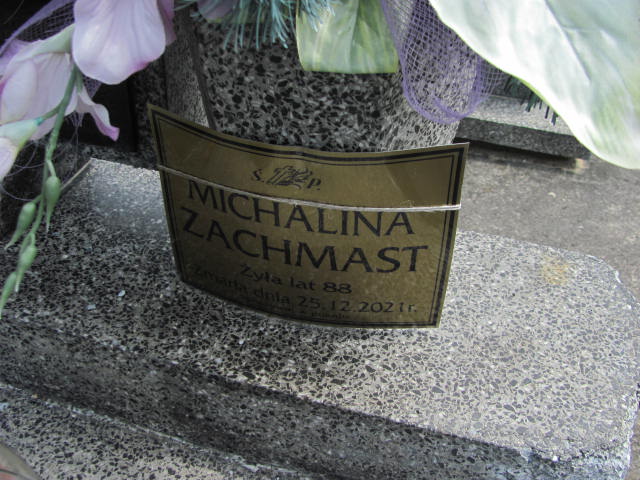 Ś. P.
MICHALINA
ZACHMAST
Żyła lat 88
Zmarła dnia 25.12.2021 r.